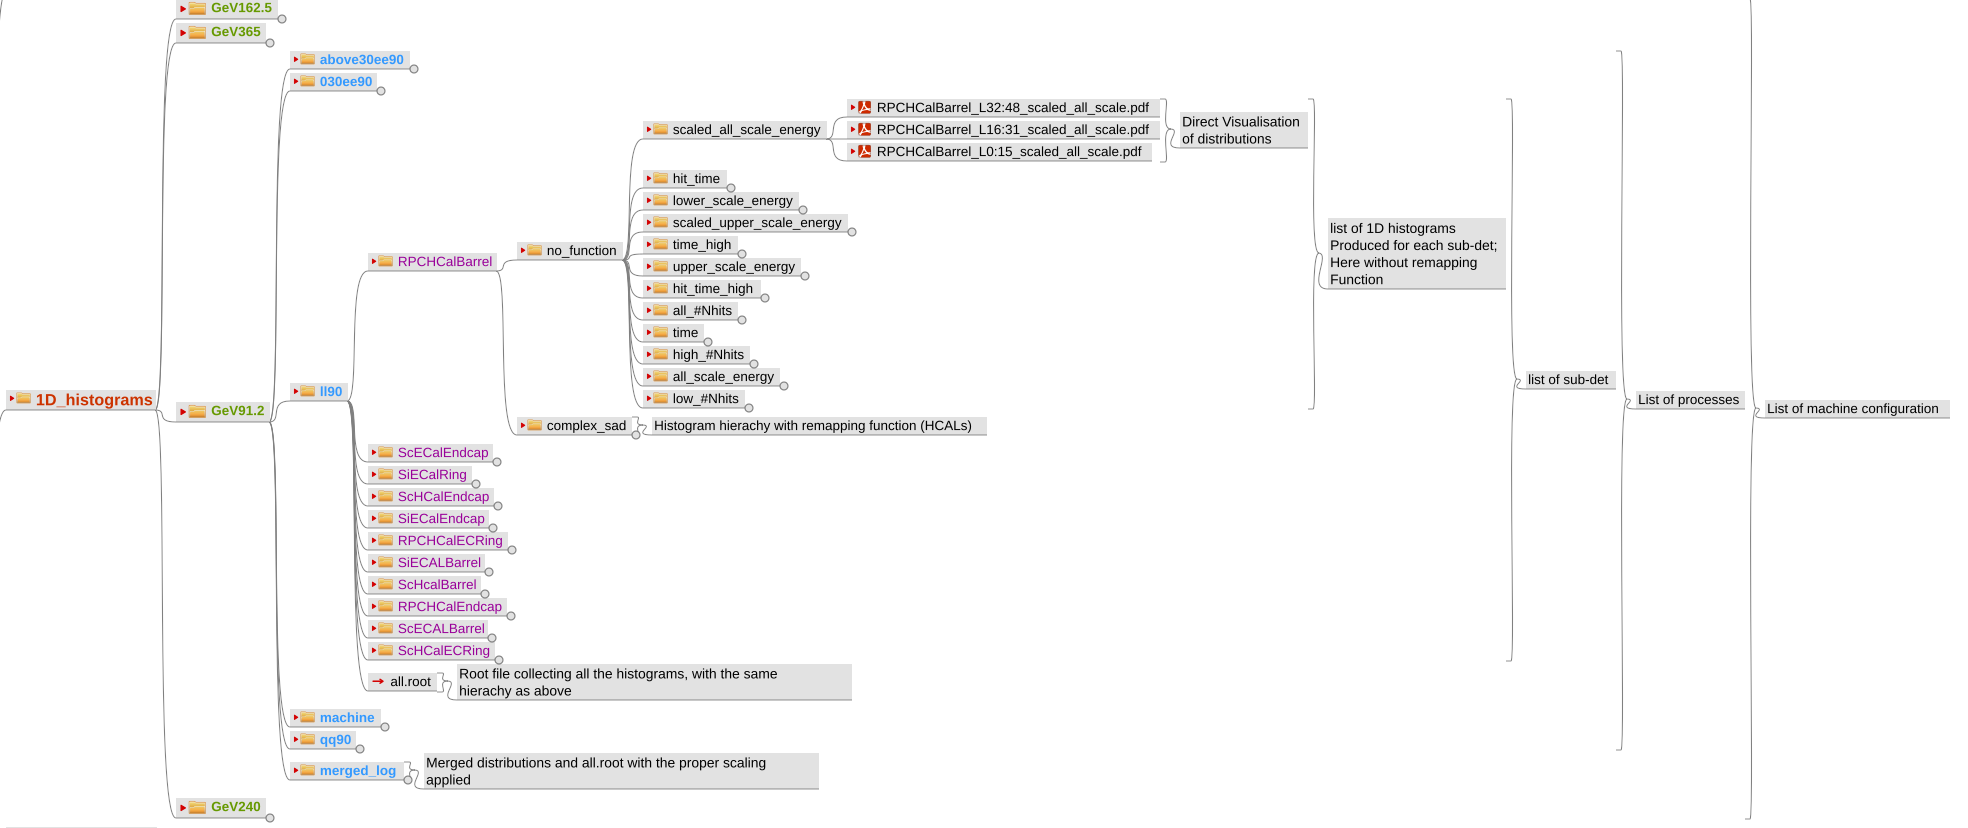 GeV162.5
GeV365
above30ee90
030ee90
RPCHCalBarrel_L32:48_scaled_all_scale.pdf
scaled_all_scale_energy
RPCHCalBarrel_L16:31_scaled_all_scale.pdf
RPCHCalBarrel_L0:15_scaled_all_scale.pdf
Direct Visualisation
of distributions
hit_time
lower_scale_energy
scaled_upper_scale_energy
time_high
upper_scale_energy
hit_time_high
all_#Nhits
time
high_#Nhits
all_scale_energy
low_#Nhits
no_function
RPCHCalBarrel
list of 1D histograms
Produced for each sub-det;
Here without remapping
Function
complex_sad
Histogram hierachy with remapping function (HCALs)
1D_histograms
GeV91.2
ll90
list of sub-det
List of processes
List of machine configuration
ScECalEndcap
SiECalRing
ScHCalEndcap
SiECalEndcap
RPCHCalECRing
SiECALBarrel
ScHcalBarrel
RPCHCalEndcap
ScECALBarrel
ScHCalECRing
all.root
Root file collecting all the histograms, with the same
hierachy as above
machine
qq90
merged_log
Merged distributions and all.root with the proper scaling
applied
GeV240